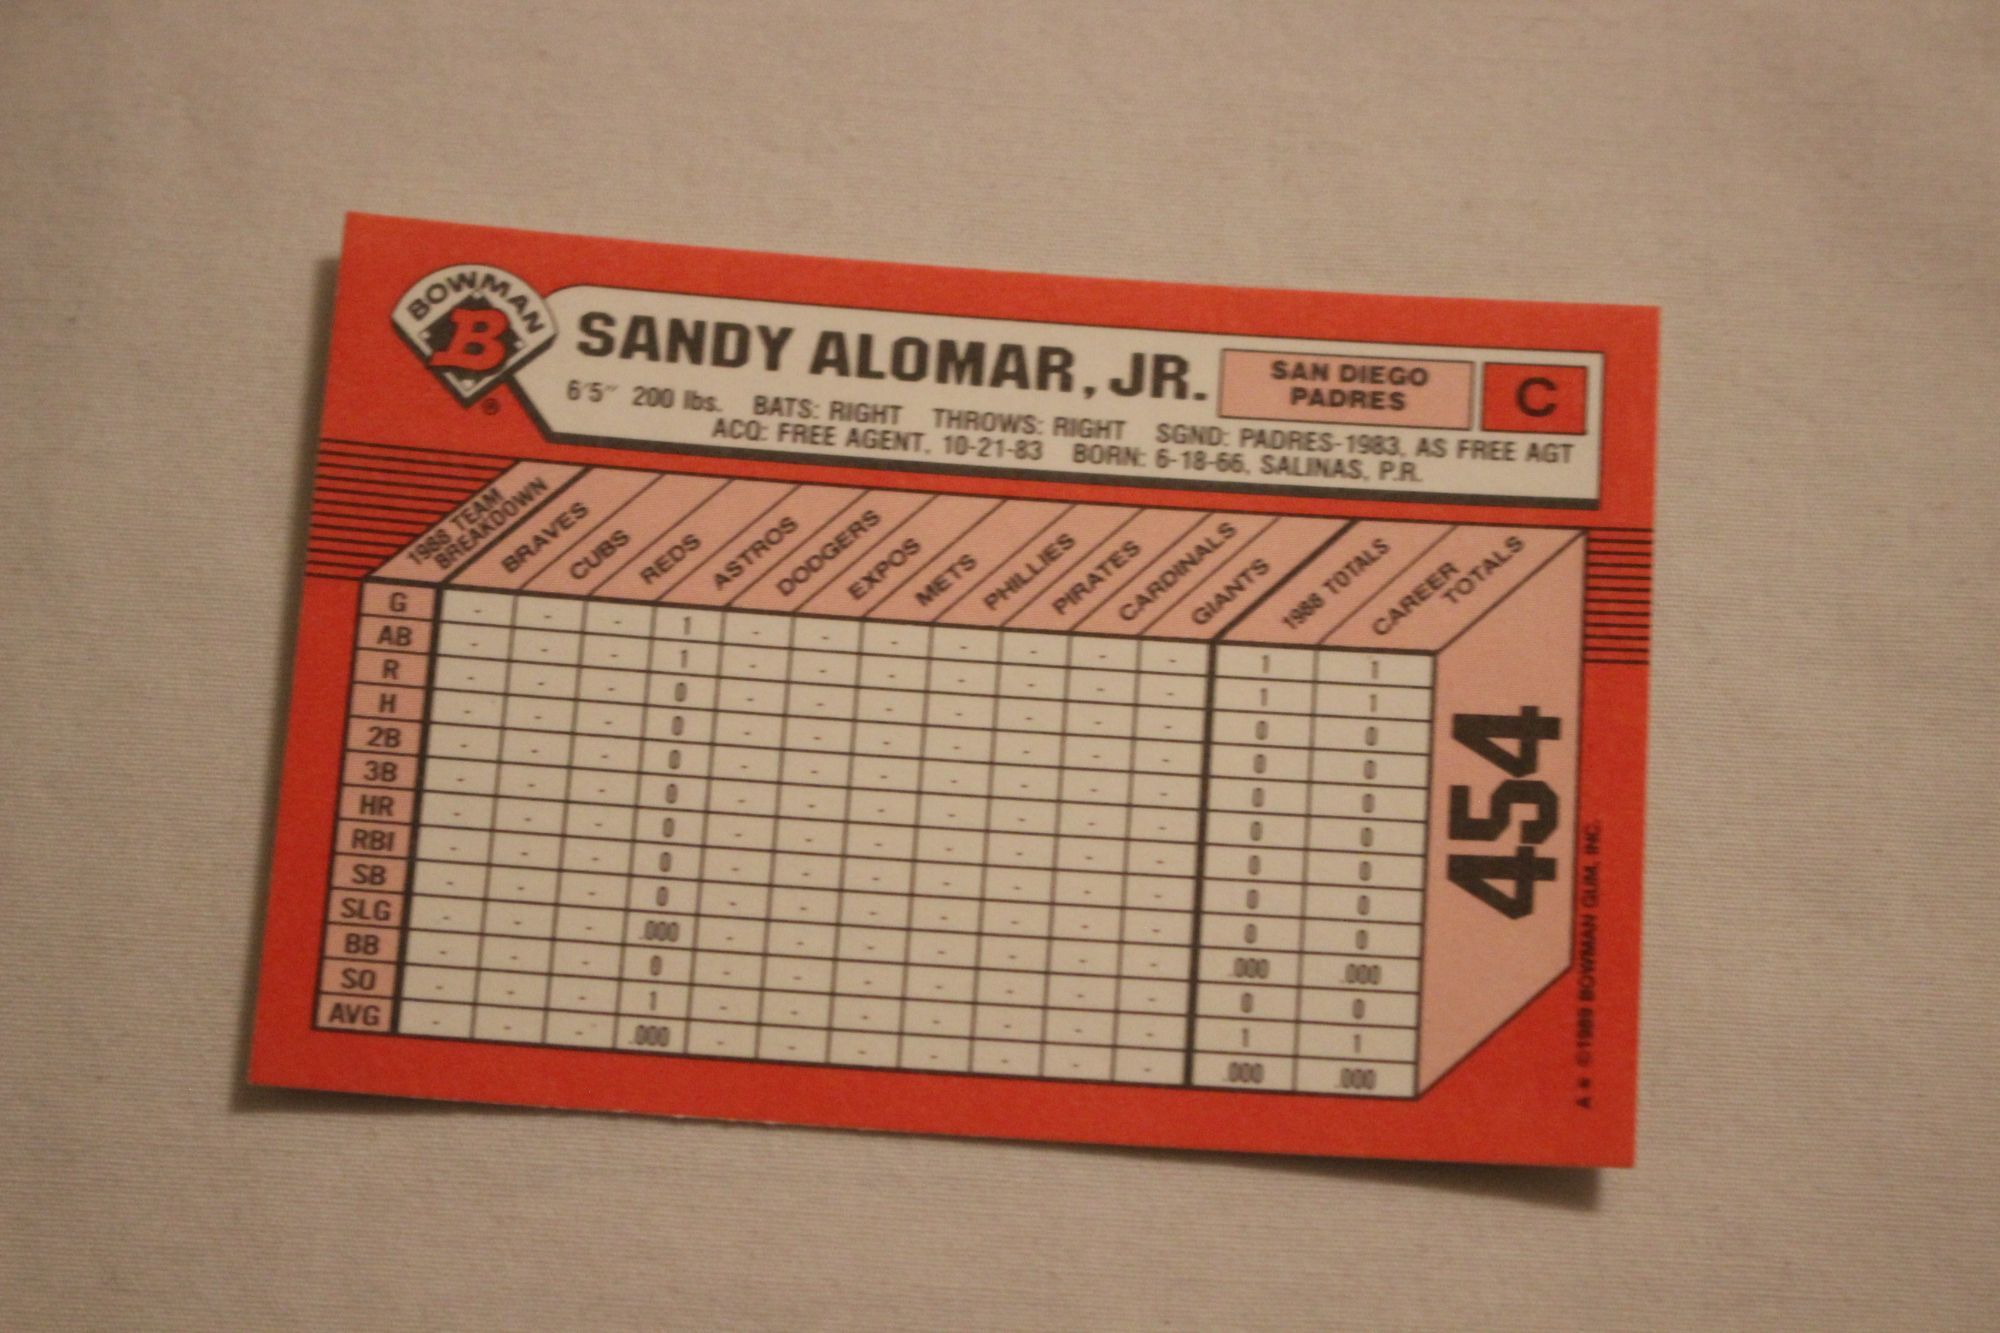 BOWMAN
B
®
SANDY ALOMAR, JR.
SAN DIEGO
PADRES
C
6'5" 200 lbs. BATS: RIGHT THROWS: RIGHT SGND: PADRES-1983, AS FREE AGT
ACQ: FREE AGENT, 10-21-83 BORN: 6-18-66, SALINAS, P.R.
1988 TEAM
BREAKDOWN
BRAVES
CUBS
REDS
ASTROS
DODGERS
EXPOS
METS
PHILLIES
PIRATES
CARDINALS
GIANTS
1988 TOTALS
CAREER
TOTALS
G - - - 1 - - - - - - - 1 1
AB - - - 1 - - - - - - - 1 1
R - - - 0 - - - - - - - 0 0
H - - - 0 - - - - - - - 0 0
2B - - - 0 - - - - - - - 0 0
3B - - - 0 - - - - - - - 0 0
HR - - - 0 - - - - - - - 0 0
RBI - - - 0 - - - - - - - 0 0
SB - - - 0 - - - - - - - 0 0
SLG - - - .000 - - - - - - - .000 .000
BB - - - 0 - - - - - - - 0 0
SO - - - 1 - - - - - - - 1 1
AVG - - - .000 - - - - - - - .000 .000
454
A * ©1989 BOWMAN GUM, INC.